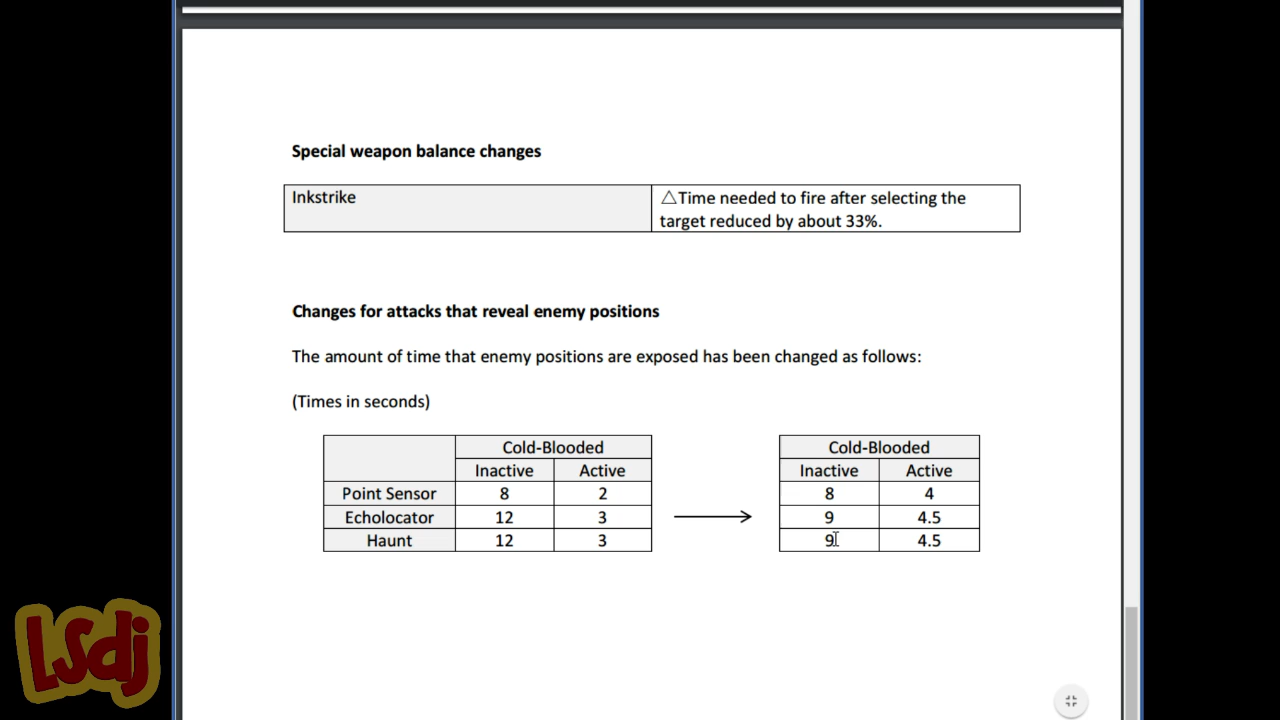 Special weapon balance changes
Inkstrike
△Time needed to fire after selecting the
target reduced by about 33%.
Changes for attacks that reveal enemy positions
The amount of time that enemy positions are exposed has been changed as follows:
(Times in seconds)
Cold-Blooded Cold-Blooded
Inactive Active Inactive Active
Point Sensor 8 2 8 4
Echolocator 12 3 9 4.5
Haunt 12 3 9 4.5
LSdj